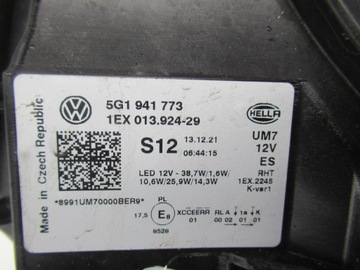 5G1 941 773
1EX 013.924-29
HELLA
S12 13.12.21
06:44:15
UM7
12V
ES
LED 12V - 38,7W/1,6W/
10,6W/25,9W/14,3W
RHT
1EX.2245
K-var1
Made in Czech Republic
*8991UM70000BER9*
PL
17,5 E8
9526
XCCEERR RLA 1a K
01 00 02 01 01